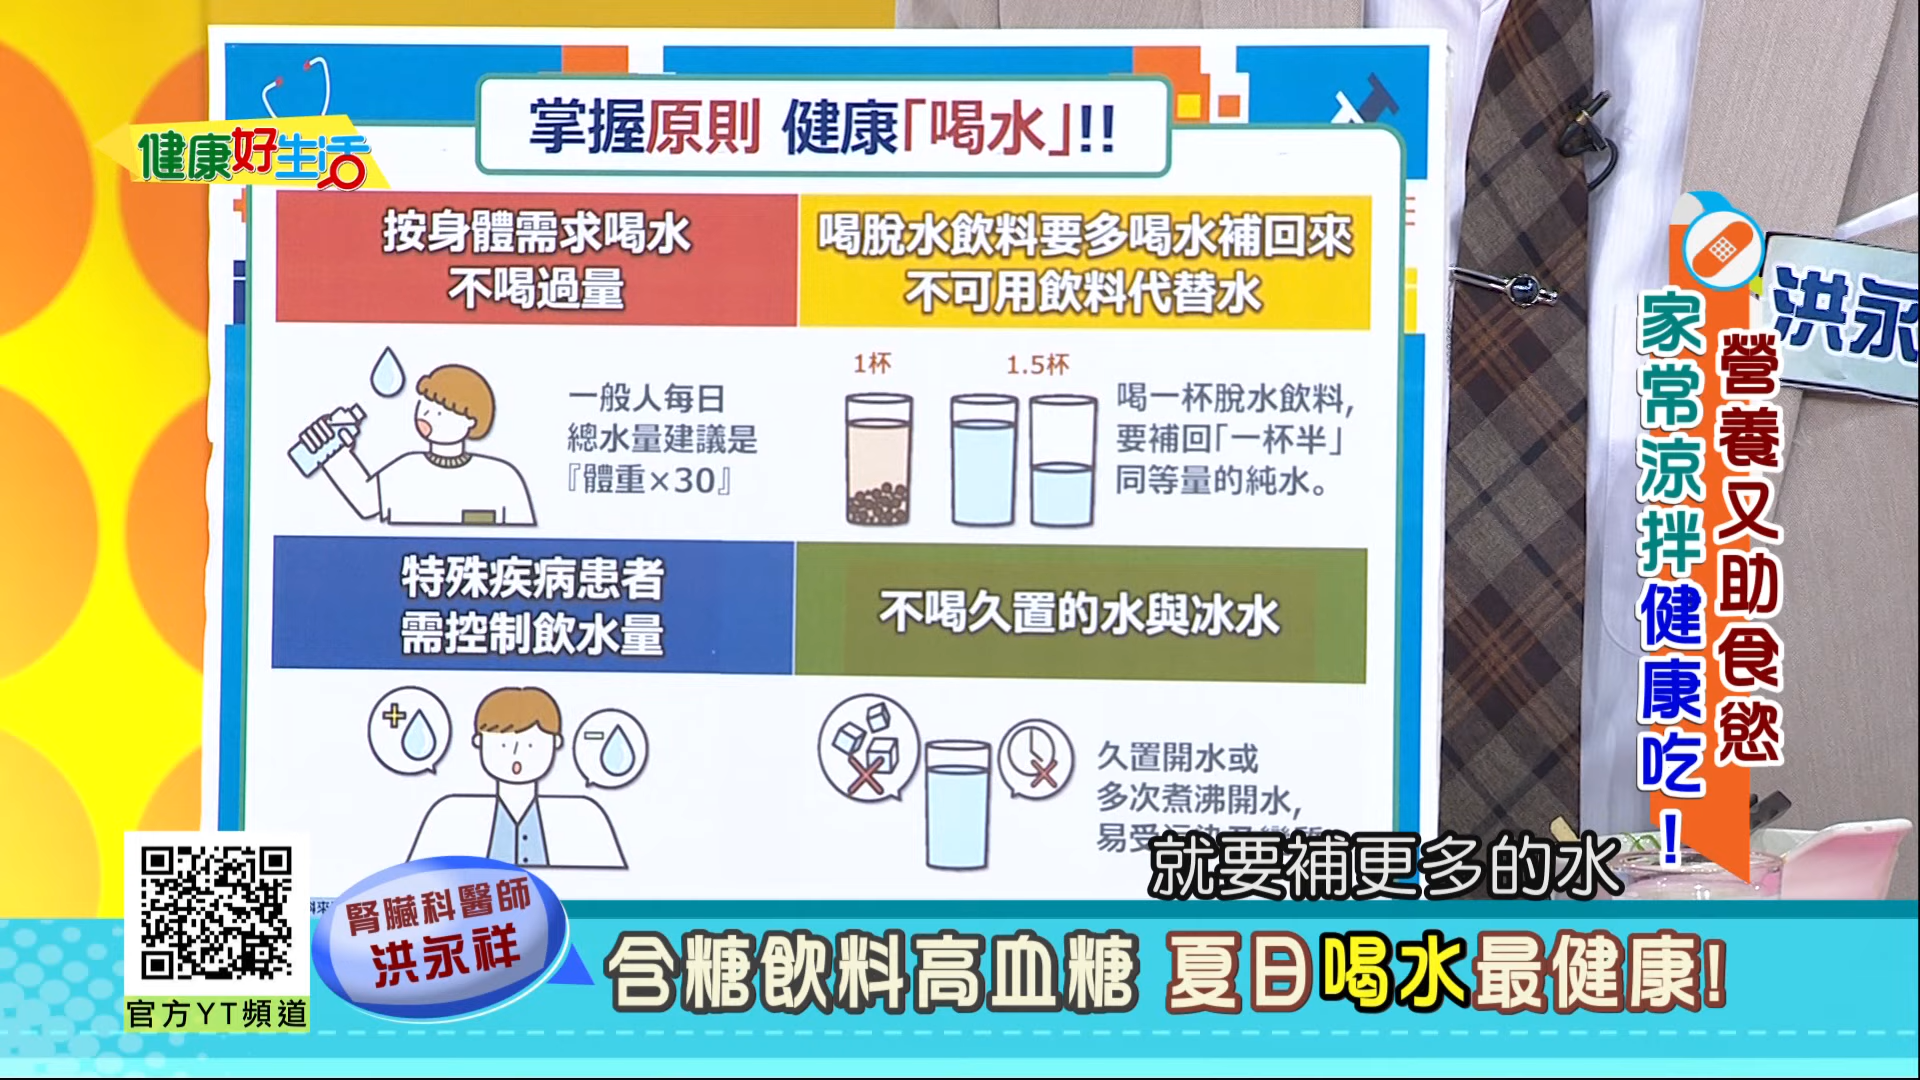 掌握原則 健康「喝水」!!
健康好生活
按身體需求喝水
不喝過量
喝脫水飲料要多喝水補回來
不可用飲料代替水
一般人每日
總水量建議是
『體重×30』
1杯
1.5杯
喝一杯脫水飲料,
要補回「一杯半」
同等量的純水。
特殊疾病患者
需控制飲水量
不喝久置的水與冰水
久置開水或
多次煮沸開水,
易受
洪永
營養又助食慾
家常涼拌健康吃！
就要補更多的水
腎臟科醫師
洪永祥
含糖飲料高血糖 夏日喝水最健康!
官方YT頻道